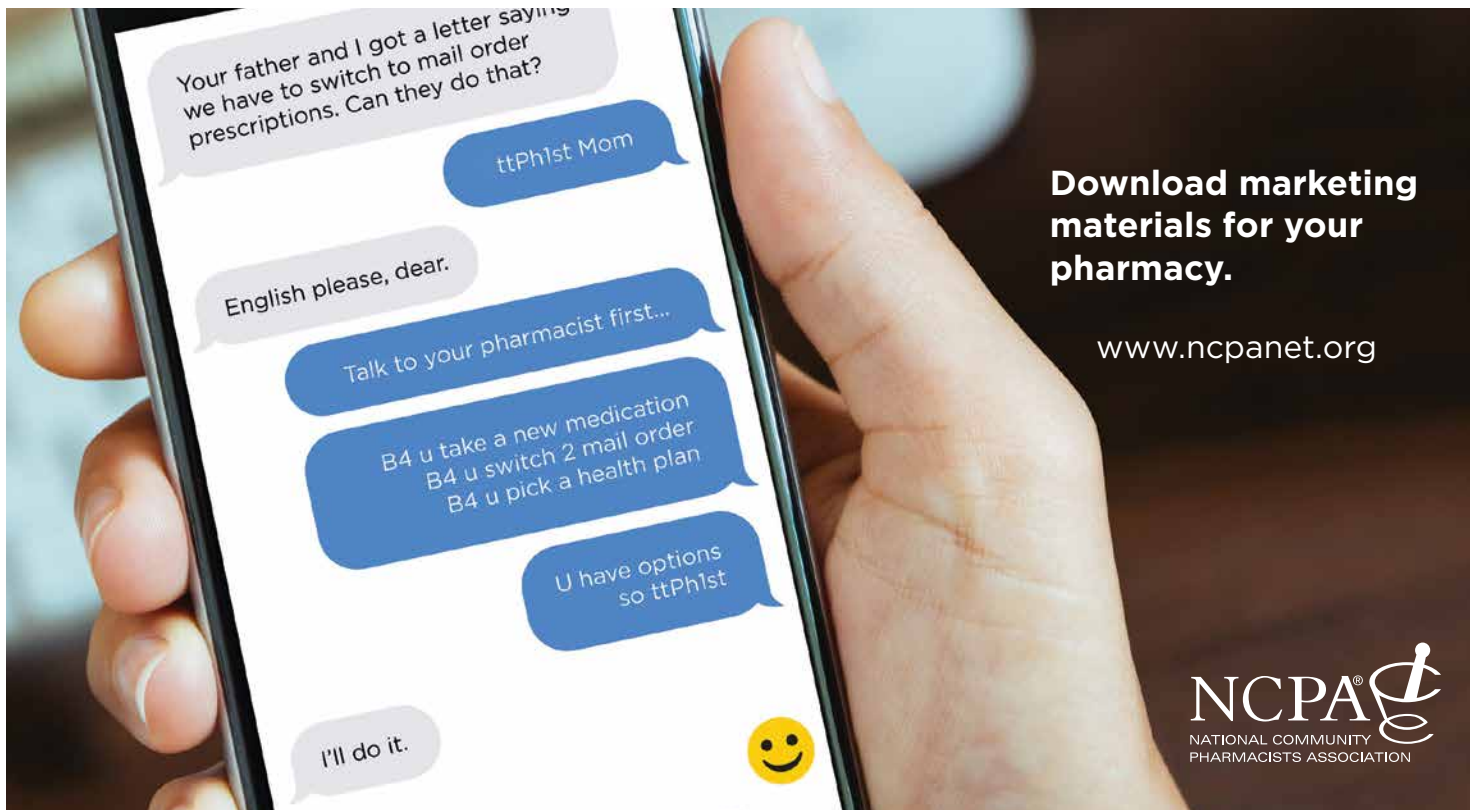 Your father and I got a letter saying
we have to switch to mail order
prescriptions. Can they do that?
ttPh1st Mom
English please, dear.
Talk to your pharmacist first...
B4 u take a new medication
B4 u switch 2 mail order
B4 u pick a health plan
U have options
so ttPh1st
I'll do it.
Download marketing
materials for your
pharmacy.
www.ncpanet.org
NCPA®
NATIONAL COMMUNITY
PHARMACISTS ASSOCIATION